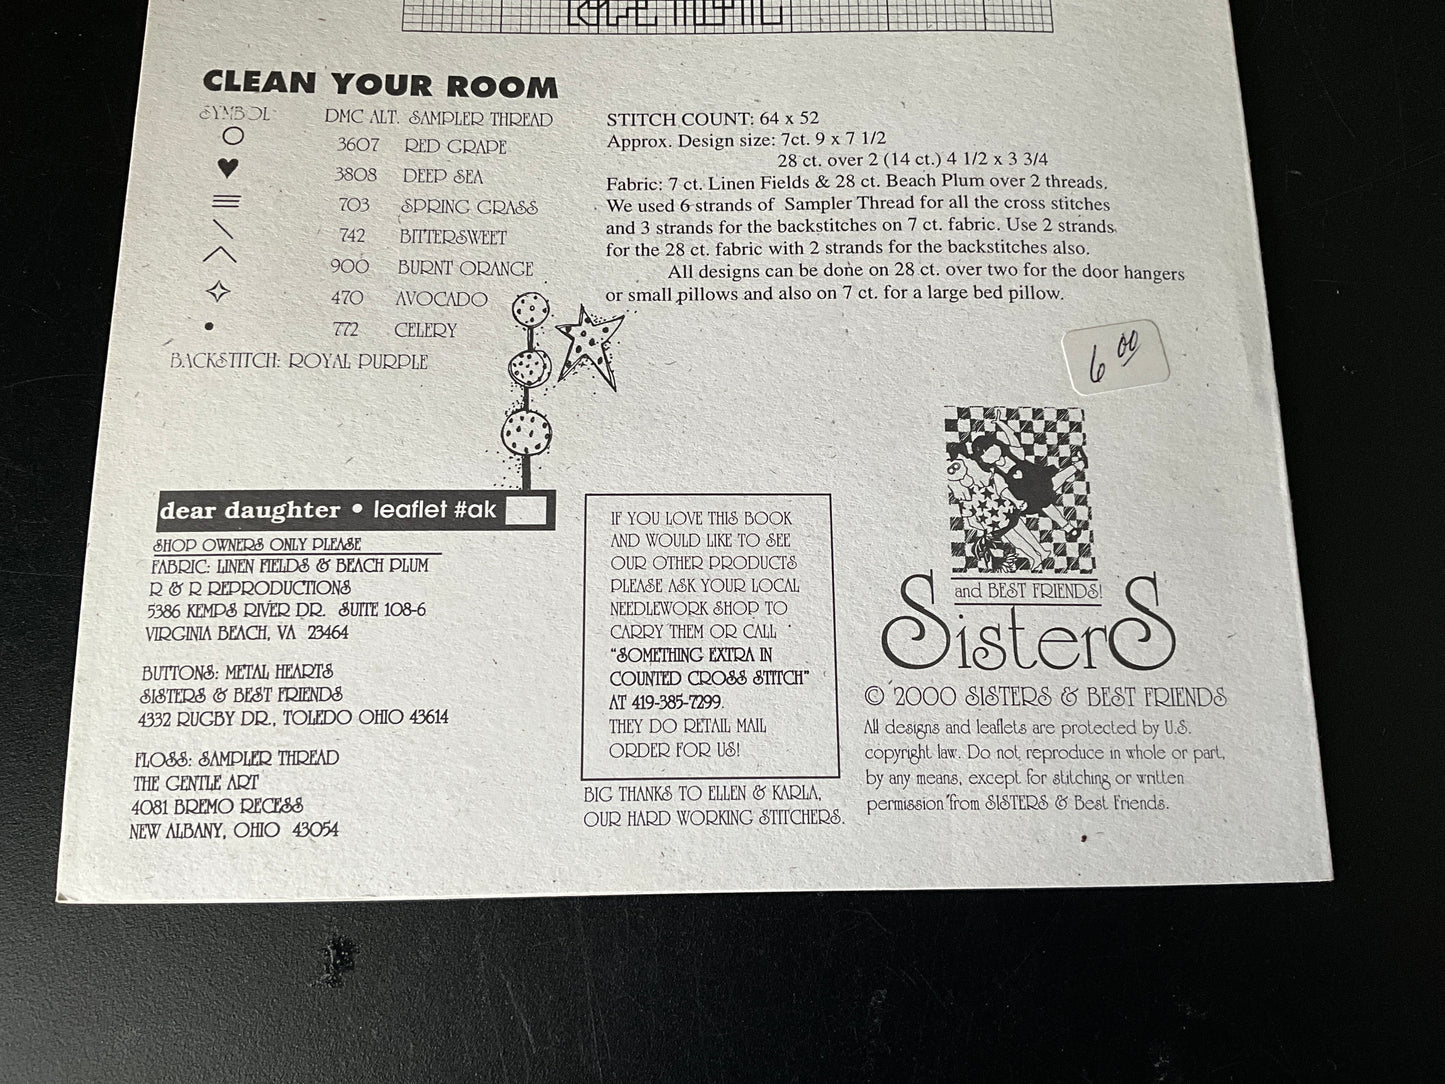 CLEAN YOUR ROOM
SYMBOL DMC ALT. SAMPLER THREAD
3607 RED GRAPE
3808 DEEP SEA
703 SPRING GRASS
742 BITTERSWEET
900 BURNT ORANGE
470 AVOCADO
772 CELERY
BACKSTITCH: ROYAL PURPLE
STITCH COUNT: 64 x 52
Approx. Design size: 7ct. 9 x 7 1/2
28 ct. over 2 (14 ct.) 4 1/2 x 3 3/4
Fabric: 7 ct. Linen Fields & 28 ct. Beach Plum over 2 threads.
We used 6 strands of Sampler Thread for all the cross stitches
and 3 strands for the backstitches on 7 ct. fabric. Use 2 strands
for the 28 ct. fabric with 2 strands for the backstitches also.
All designs can be done on 28 ct. over two for the door hangers
or small pillows and also on 7 ct. for a large bed pillow.
6 00
dear daughter • leaflet #ak
SHOP OWNERS ONLY PLEASE
FABRIC: LINEN FIELDS & BEACH PLUM
R & R REPRODUCTIONS
5386 KEMPS RIVER DR. SUITE 108-6
VIRGINIA BEACH, VA 23464
BUTTONS: METAL HEARTS
SISTERS & BEST FRIENDS
4332 RUGBY DR., TOLEDO OHIO 43614
FLOSS: SAMPLER THREAD
THE GENTLE ART
4081 BREMO RECESS
NEW ALBANY, OHIO 43054
IF YOU LOVE THIS BOOK
AND WOULD LIKE TO SEE
OUR OTHER PRODUCTS
PLEASE ASK YOUR LOCAL
NEEDLEWORK SHOP TO
CARRY THEM OR CALL
"SOMETHING EXTRA IN
COUNTED CROSS STITCH"
AT 419-385-7299.
THEY DO RETAIL MAIL
ORDER FOR US!
BIG THANKS TO ELLEN & KARLA,
OUR HARD WORKING STITCHERS.
and BEST FRIENDS!
SisterS
© 2000 SISTERS & BEST FRIENDS
All designs and leaflets are protected by U.S.
copyright law. Do not reproduce in whole or part,
by any means, except for stitching or written
permission from SISTERS & Best Friends.